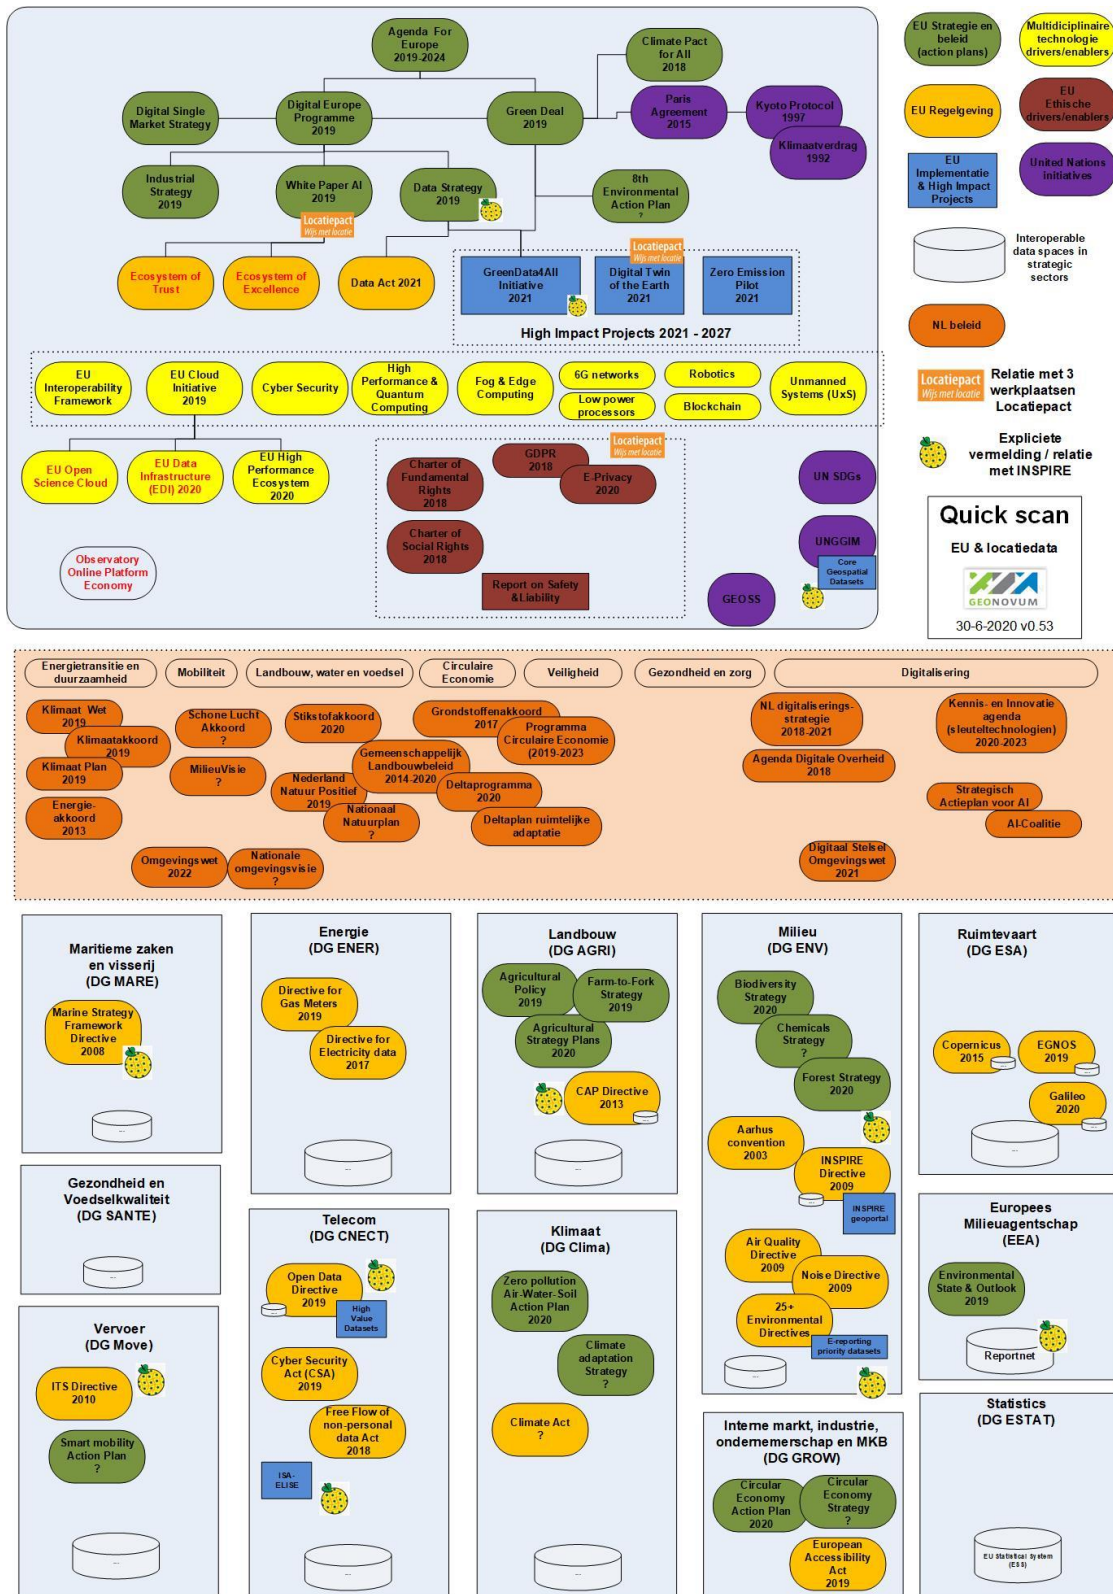 Agenda For
Europe
2019-2024
Climate Pact
for All
2018
Digital Single
Market Strategy
Digital Europe
Programme
2019
Green Deal
2019
Paris
Agreement
2015
Kyoto Protocol
1997
Klimaatverdrag
1992
Industrial
Strategy
2019
White Paper AI
2019
Data Strategy
2019
8th
Environmental
Action Plan
?
Locatiepact
Wijs met locatie
Locatiepact
Wijs met locatie
Ecosystem of
Trust
Ecosystem of
Excellence
Data Act 2021
GreenData4All
Initiative
2021
Digital Twin
of the Earth
2021
Zero Emission
Pilot
2021
High Impact Projects 2021 - 2027
EU
Interoperability
Framework
EU Cloud
Initiative
2019
Cyber Security
High
Performance &
Quantum
Computing
Fog & Edge
Computing
6G networks
Low power
processors
Robotics
Blockchain
Unmanned
Systems (UxS)
EU Open
Science Cloud
EU Data
Infrastructure
(EDI) 2020
EU High
Performance
Ecosystem
2020
Charter of
Fundamental
Rights
2018
GDPR
2018
E-Privacy
2020
Locatiepact
Wijs met locatie
Charter of
Social Rights
2018
Report on Safety
&Liability
UN SDGs
UNGGIM
Core
Geospatial
Datasets
GEOSS
Observatory
Online Platform
Economy
EU Strategie en
beleid
(action plans)
Multidiciplinaire
technologie
drivers/enablers
EU Regelgeving
EU
Ethische
drivers/enablers
EU
Implementatie
& High Impact
Projects
United Nations
initiatives
Interoperable
data spaces in
strategic
sectors
NL beleid
Locatiepact
Wijs met locatie
Relatie met 3
werkplaatsen
Locatiepact
Expliciete
vermelding / relatie
met INSPIRE
Quick scan
EU & locatiedata
GEONOVUM
30-6-2020 v0.53
Energietransitie en
duurzaamheid
Mobiliteit
Landbouw, water en voedsel
Circulaire
Economie
Veiligheid
Gezondheid en zorg
Digitalisering
Klimaat Wet
2019
Klimaatakkoord
2019
Klimaat Plan
2019
Energie-
akkoord
2013
Schone Lucht
Akkoord
?
MilieuVisie
?
Omgevingswet
2022
Nationale
omgevingsvisie
?
Stikstofakkoord
2020
Gemeenschappelijk
Landbouwbeleid
2014-2020
Nederland
Natuur Positief
2019
Nationaal
Natuurplan
?
Grondstoffenakkoord
2017
Programma
Circulaire Economie
(2019-2023
Deltaprogramma
2020
Deltaplan ruimtelijke
adaptatie
NL digitaliserings-
strategie
2018-2021
Agenda Digitale Overheid
2018
Digitaal Stelsel
Omgevingswet
2021
Kennis- en Innovatie
agenda
(sleuteltechnologien)
2020-2023
Strategisch
Actieplan voor AI
AI-Coalitie
Maritieme zaken
en visserij
(DG MARE)
Marine Strategy
Framework
Directive
2008
Energie
(DG ENER)
Directive for
Gas Meters
2019
Directive for
Electricity data
2017
Landbouw
(DG AGRI)
Agricultural
Policy
2019
Farm-to-Fork
Strategy
2019
Agricultural
Strategy Plans
2020
CAP Directive
2013
Milieu
(DG ENV)
Biodiversity
Strategy
2020
Chemicals
Strategy
?
Forest Strategy
2020
Aarhus
convention
2003
INSPIRE
Directive
2009
INSPIRE
geoportal
Air Quality
Directive
2009
Noise Directive
2009
25+
Environmental
Directives
E-reporting
priority datasets
Ruimtevaart
(DG ESA)
Copernicus
2015
EGNOS
2019
Galileo
2020
Gezondheid en
Voedselkwaliteit
(DG SANTE)
Telecom
(DG CNECT)
Open Data
Directive
2019
High
Value
Datasets
Cyber Security
Act (CSA)
2019
Free Flow of
non-personal
data Act
2018
ISA-
ELISE
Klimaat
(DG Clima)
Zero pollution
Air-Water-Soil
Action Plan
2020
Climate
adaptation
Strategy
?
Climate Act
?
Europees
Milieuagentschap
(EEA)
Environmental
State & Outlook
2019
Reportnet
Vervoer
(DG Move)
ITS Directive
2010
Smart mobility
Action Plan
?
Interne markt, industrie,
ondernemerschap en MKB
(DG GROW)
Circular
Economy
Action Plan
2020
Circular
Economy
Strategy
?
European
Accessibility
Act
2019
Statistics
(DG ESTAT)
EU Statistical System
(ESS)